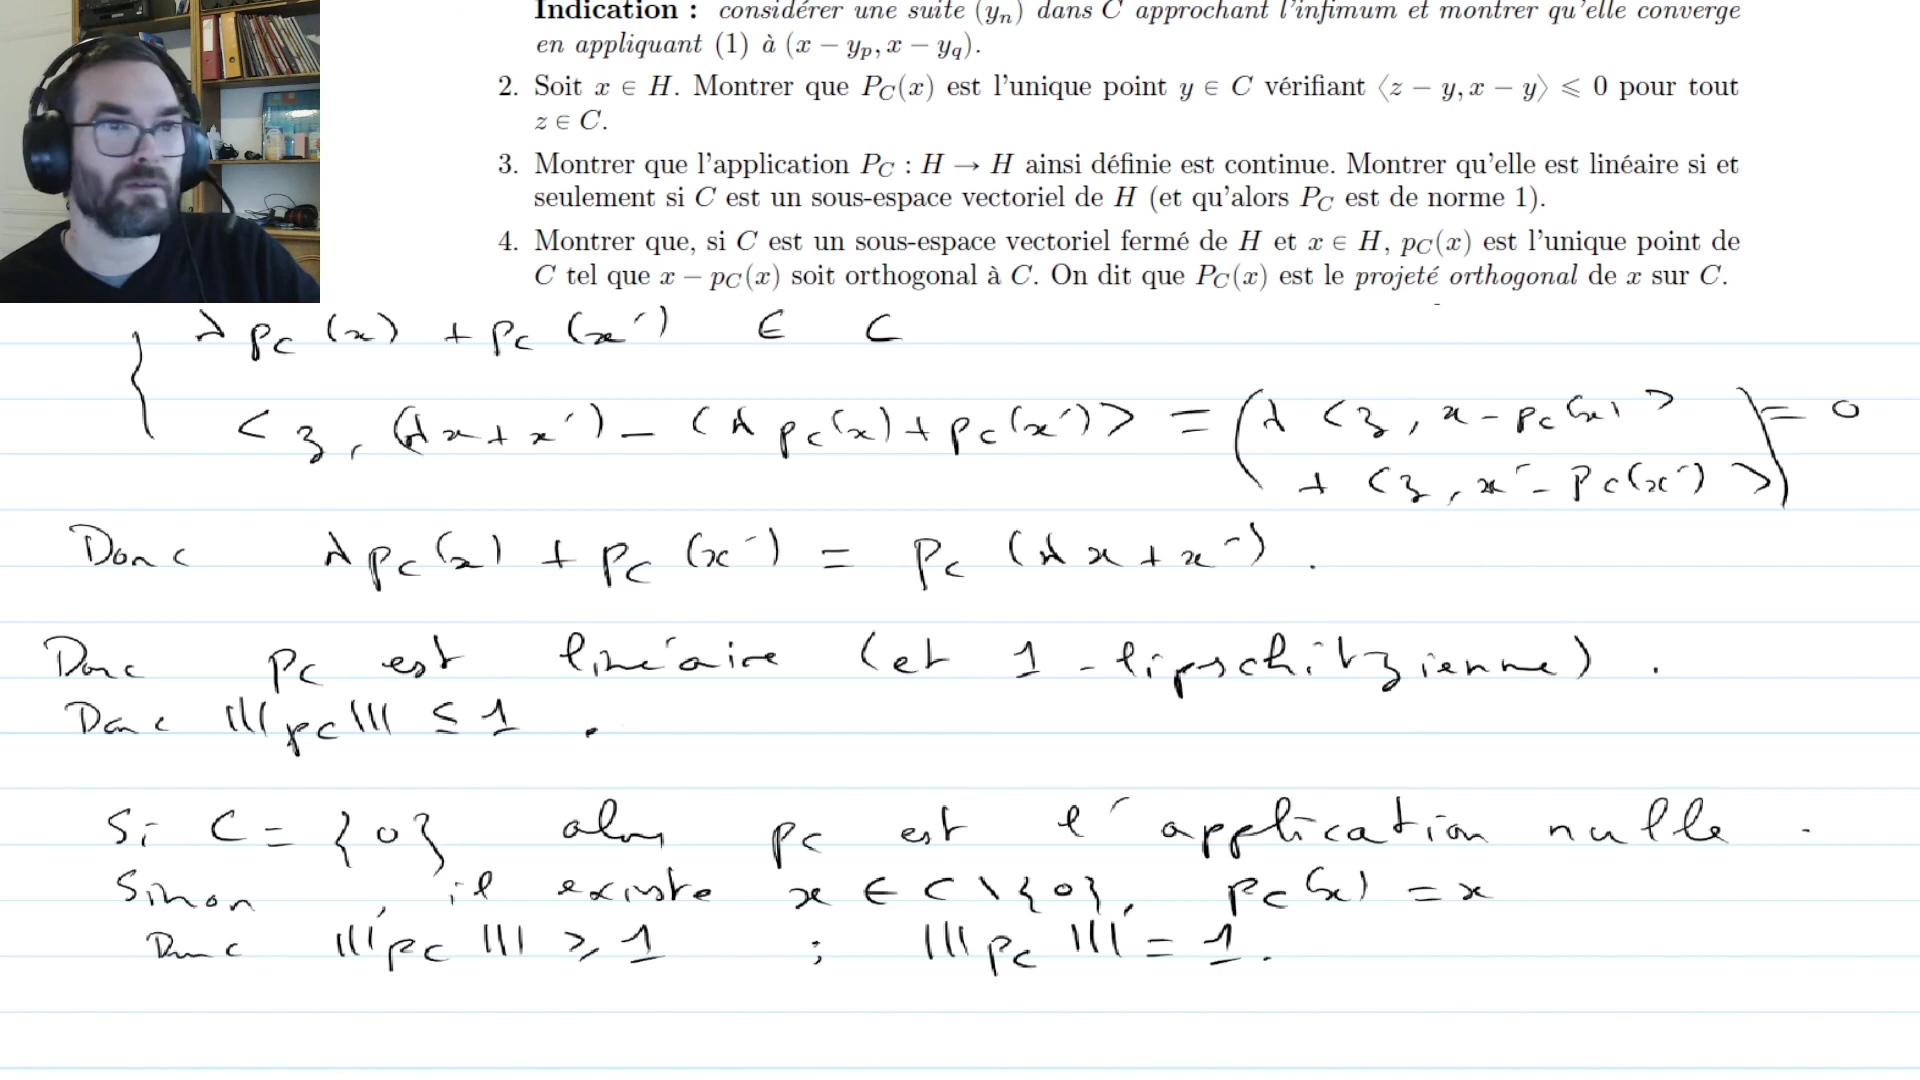 Indication : considérer une suite (yₙ) dans C approchant l'infimum et montrer qu'elle converge
en appliquant (1) à (x − y_p, x − y_q).
2. Soit x ∈ H. Montrer que P_C(x) est l'unique point y ∈ C vérifiant ⟨z − y, x − y⟩ ⩽ 0 pour tout
z ∈ C.
3. Montrer que l'application P_C : H → H ainsi définie est continue. Montrer qu'elle est linéaire si et
seulement si C est un sous-espace vectoriel de H (et qu'alors P_C est de norme 1).
4. Montrer que, si C est un sous-espace vectoriel fermé de H et x ∈ H, p_C(x) est l'unique point de
C tel que x − p_C(x) soit orthogonal à C. On dit que P_C(x) est le projeté orthogonal de x sur C.
{ λ p_C(x) + p_C(x') ∈ C
<z, (λx + x') − (λ p_C(x) + p_C(x')> = (λ <z, x − p_C(x)> + <z, x' − p_C(x')>) = 0
Donc λ p_C(x) + p_C(x') = p_C(λx + x').
Donc p_C est linéaire (et 1-lipschitzienne).
Donc |||p_C||| ≤ 1.
Si C = {0} alors p_C est l'application nulle.
Sinon, il existe x ∈ C \ {0}, p_C(x) = x
Donc |||p_C||| ⩾ 1 ; |||p_C||| = 1.